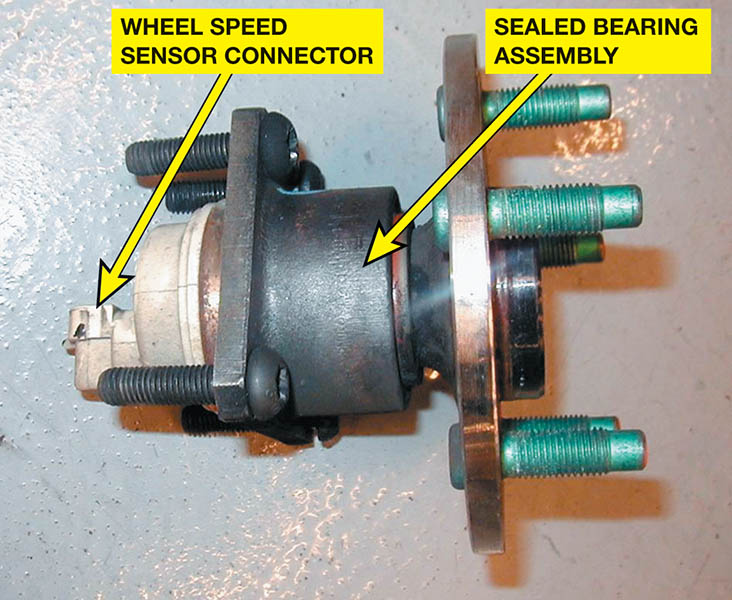 WHEEL SPEED
SENSOR CONNECTOR
SEALED BEARING
ASSEMBLY